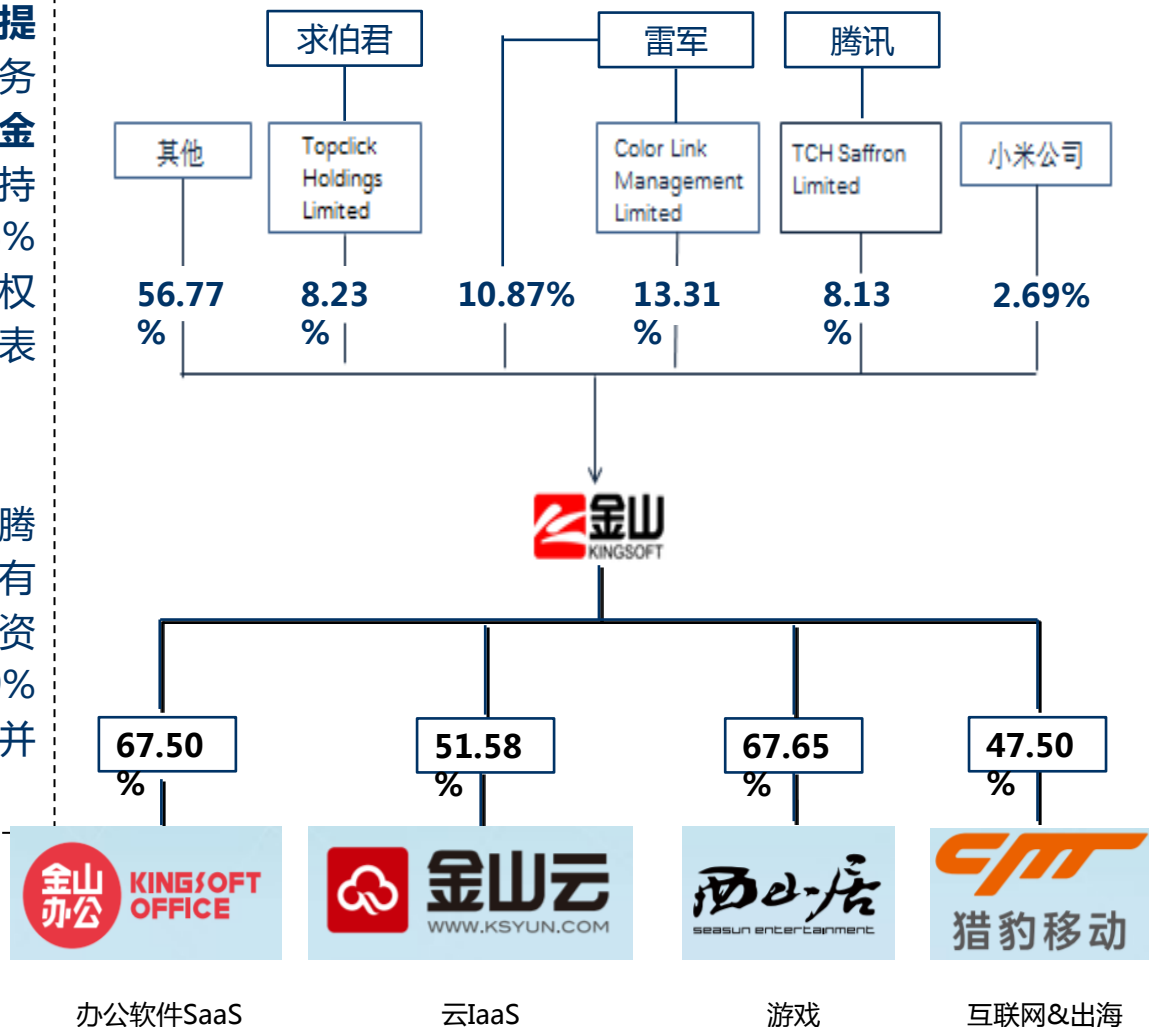 提
务
金
持
%
权
表
腾
有
资
%
并
求伯君
雷军
腾讯
其他
Topclick
Holdings
Limited
Color Link
Management
Limited
TCH Saffron
Limited
小米公司
56.77
%
8.23
%
10.87%
13.31
%
8.13
%
2.69%
金山
KINGSOFT
67.50
%
51.58
%
67.65
%
47.50
%
金山
办公
KINGSOFT
OFFICE
金山云
WWW.KSYUN.COM
西山居
seasun entertainment
猎豹移动
办公软件SaaS
云IaaS
游戏
互联网&出海